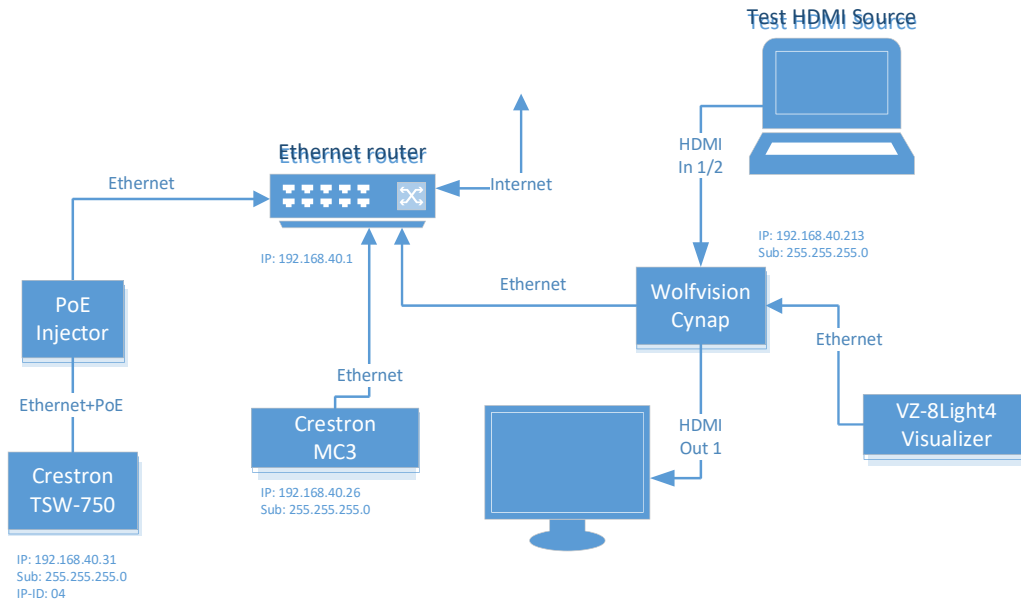 Test HDMI Source
Ethernet router
Ethernet
Internet
HDMI
In 1/2
IP: 192.168.40.1
IP: 192.168.40.213
Sub: 255.255.255.0
PoE
Injector
Ethernet
Wolfvision
Cynap
Ethernet
Ethernet
Ethernet+PoE
Crestron
MC3
HDMI
Out 1
VZ-8Light4
Visualizer
Crestron
TSW-750
IP: 192.168.40.26
Sub: 255.255.255.0
IP: 192.168.40.31
Sub: 255.255.255.0
IP-ID: 04